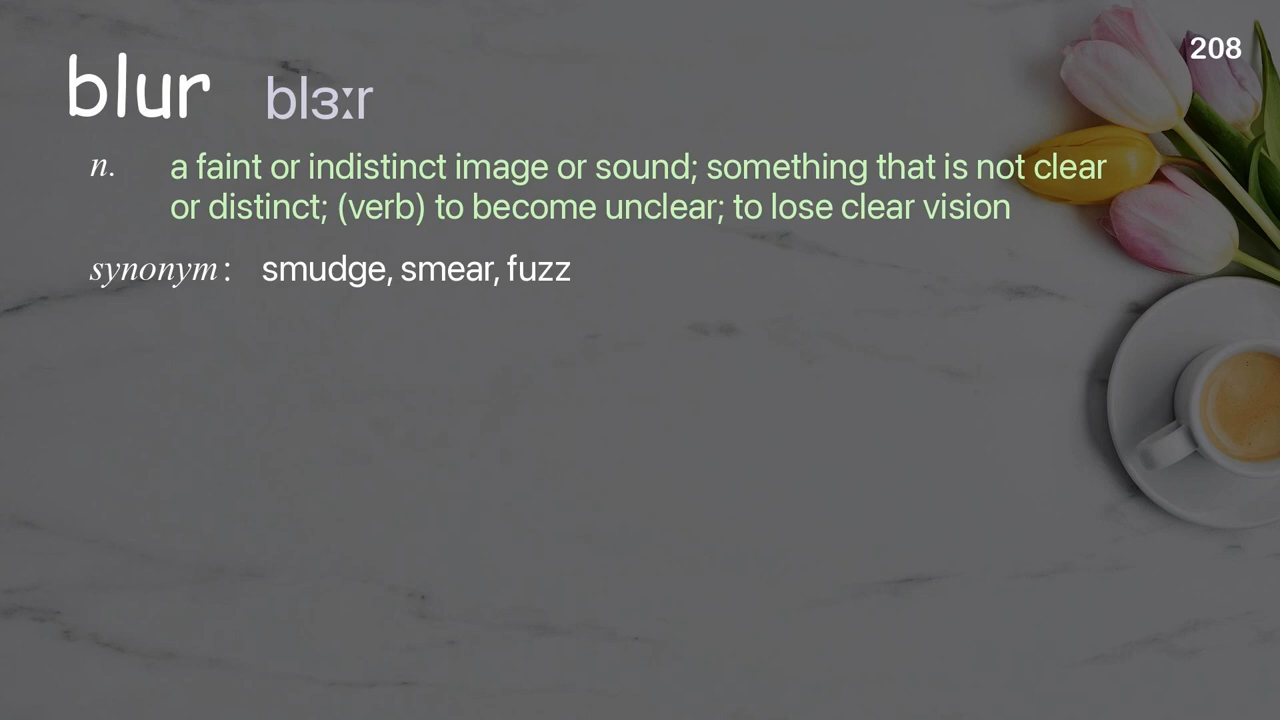 208
blur blɜːr
n. a faint or indistinct image or sound; something that is not clear
or distinct; (verb) to become unclear; to lose clear vision
synonym: smudge, smear, fuzz